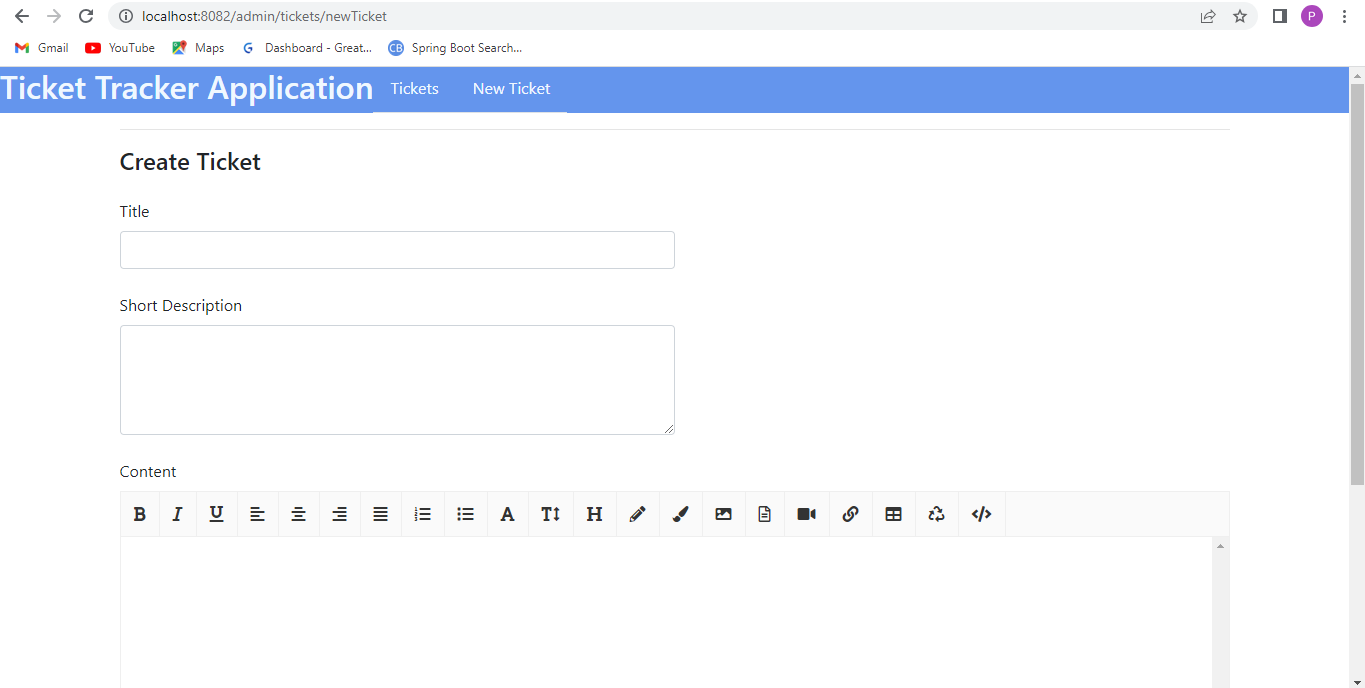 localhost:8082/admin/tickets/newTicket
P
Gmail YouTube Maps G Dashboard - Great... CB Spring Boot Search...
Ticket Tracker Application Tickets New Ticket
Create Ticket
Title
Short Description
Content
B I U A T H